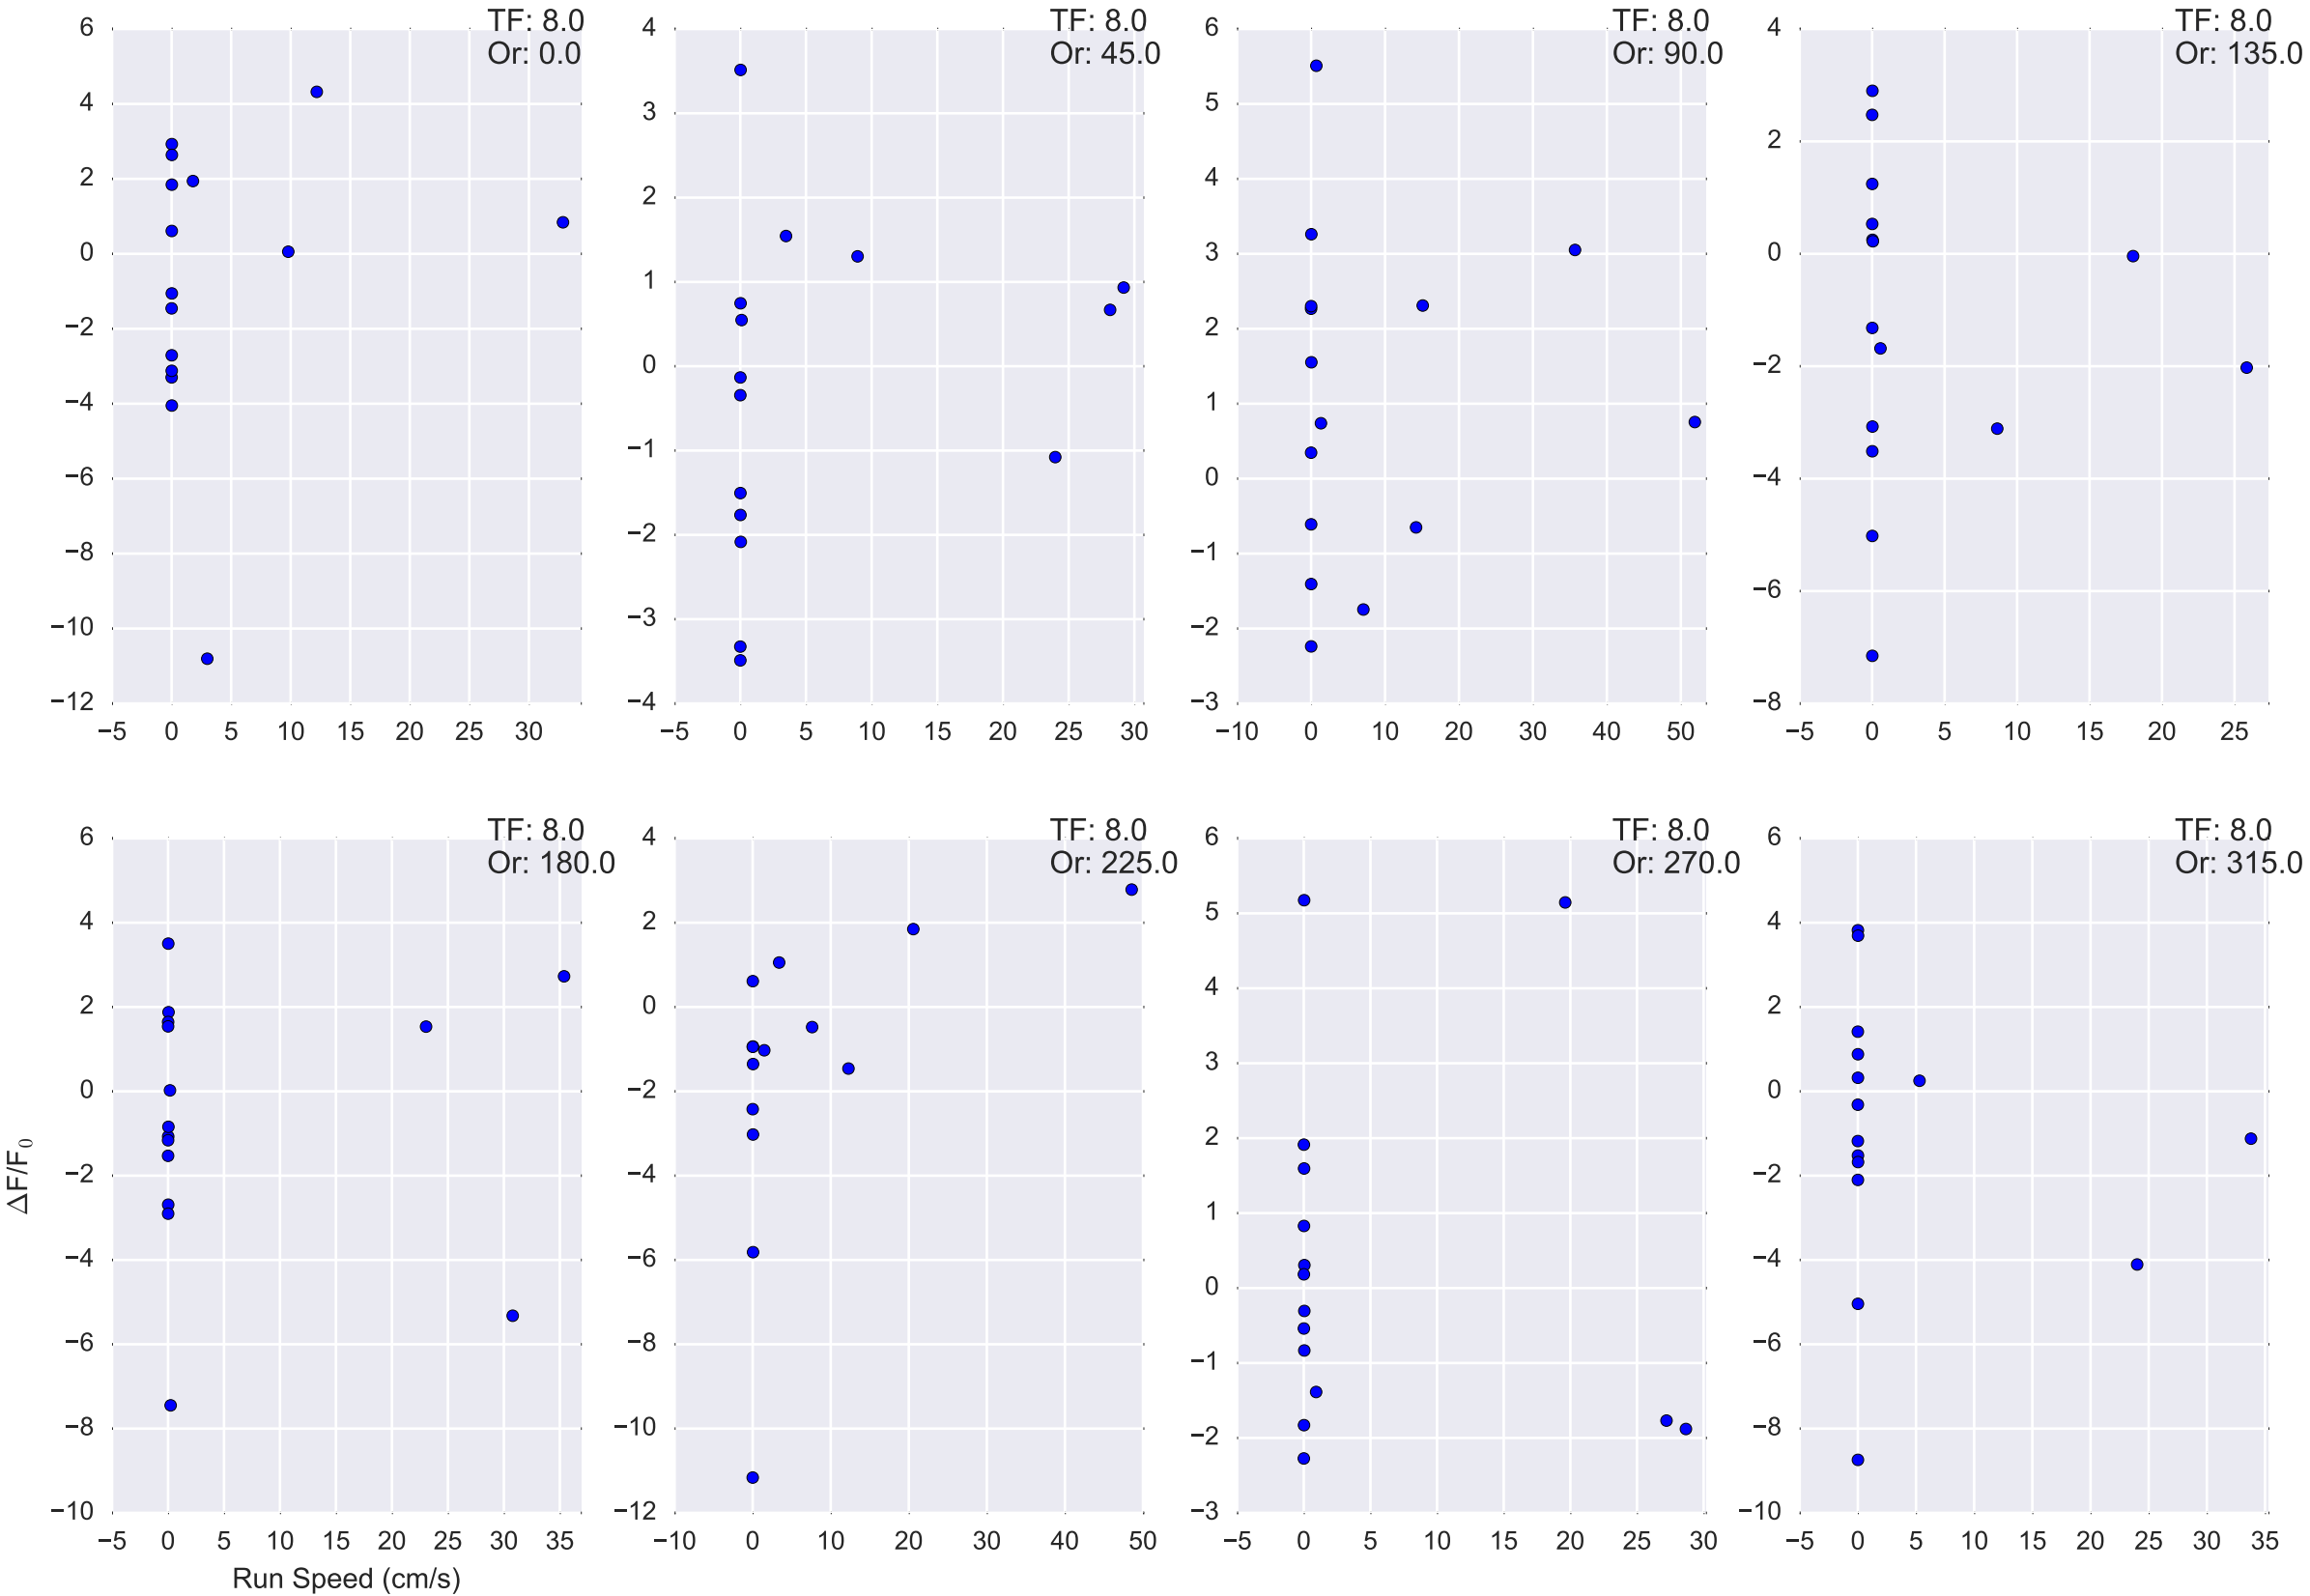 TF: 8.0
Or: 0.0
6
4
2
0
−2
−4
−6
−8
−10
−12
−5 0 5 10 15 20 25 30
TF: 8.0
Or: 45.0
4
3
2
1
0
−1
−2
−3
−4
−5 0 5 10 15 20 25 30
TF: 8.0
Or: 90.0
6
5
4
3
2
1
0
−1
−2
−3
−10 0 10 20 30 40 50
TF: 8.0
Or: 135.0
4
2
0
−2
−4
−6
−8
−5 0 5 10 15 20 25
TF: 8.0
Or: 180.0
6
4
2
0
−2
−4
−6
−8
−10
ΔF/F₀
−5 0 5 10 15 20 25 30 35
Run Speed (cm/s)
TF: 8.0
Or: 225.0
4
2
0
−2
−4
−6
−8
−10
−12
−10 0 10 20 30 40 50
TF: 8.0
Or: 270.0
6
5
4
3
2
1
0
−1
−2
−3
−5 0 5 10 15 20 25 30
TF: 8.0
Or: 315.0
6
4
2
0
−2
−4
−6
−8
−10
−5 0 5 10 15 20 25 30 35